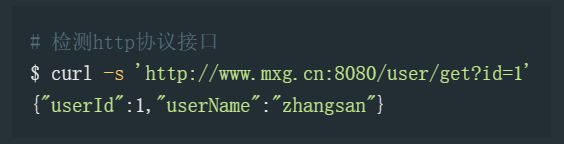 # 检测http协议接口
$ curl -s 'http://www.mxg.cn:8080/user/get?id=1'
{"userId":1,"userName":"zhangsan"}